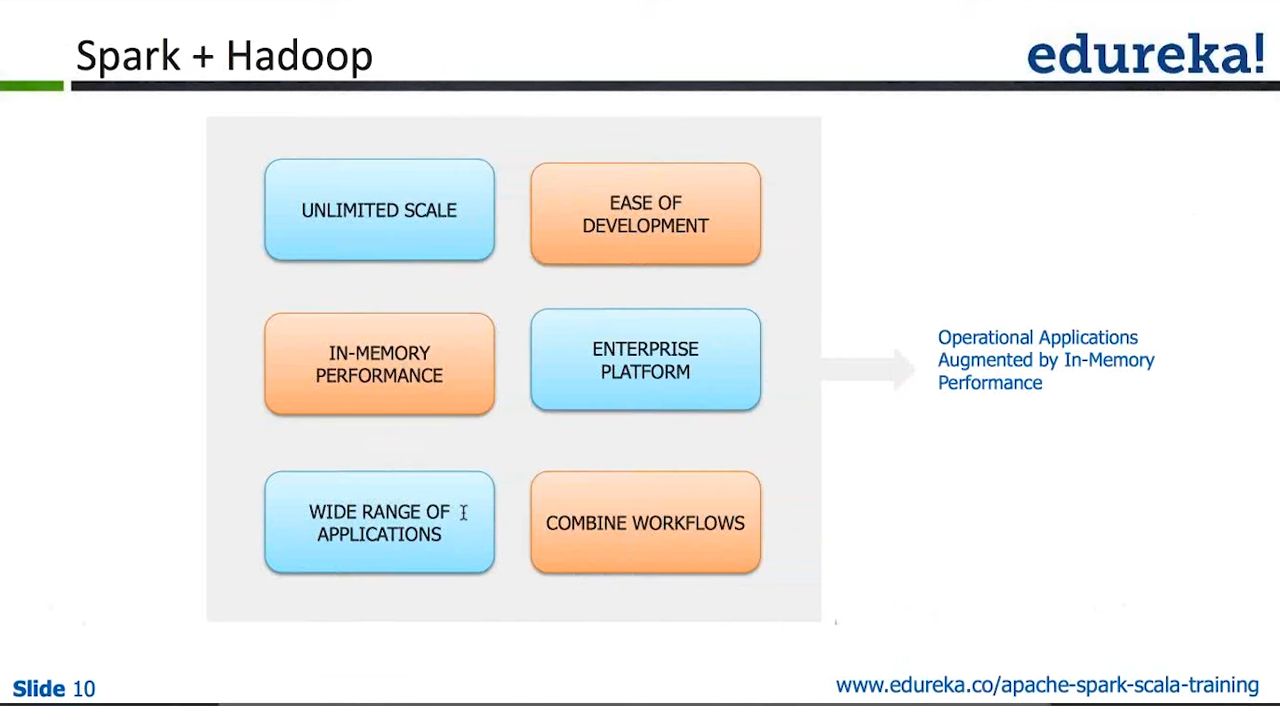 Spark + Hadoop
edureka!
UNLIMITED SCALE
EASE OF
DEVELOPMENT
IN-MEMORY
PERFORMANCE
ENTERPRISE
PLATFORM
Operational Applications
Augmented by In-Memory
Performance
WIDE RANGE OF
APPLICATIONS
COMBINE WORKFLOWS
Slide 10
www.edureka.co/apache-spark-scala-training